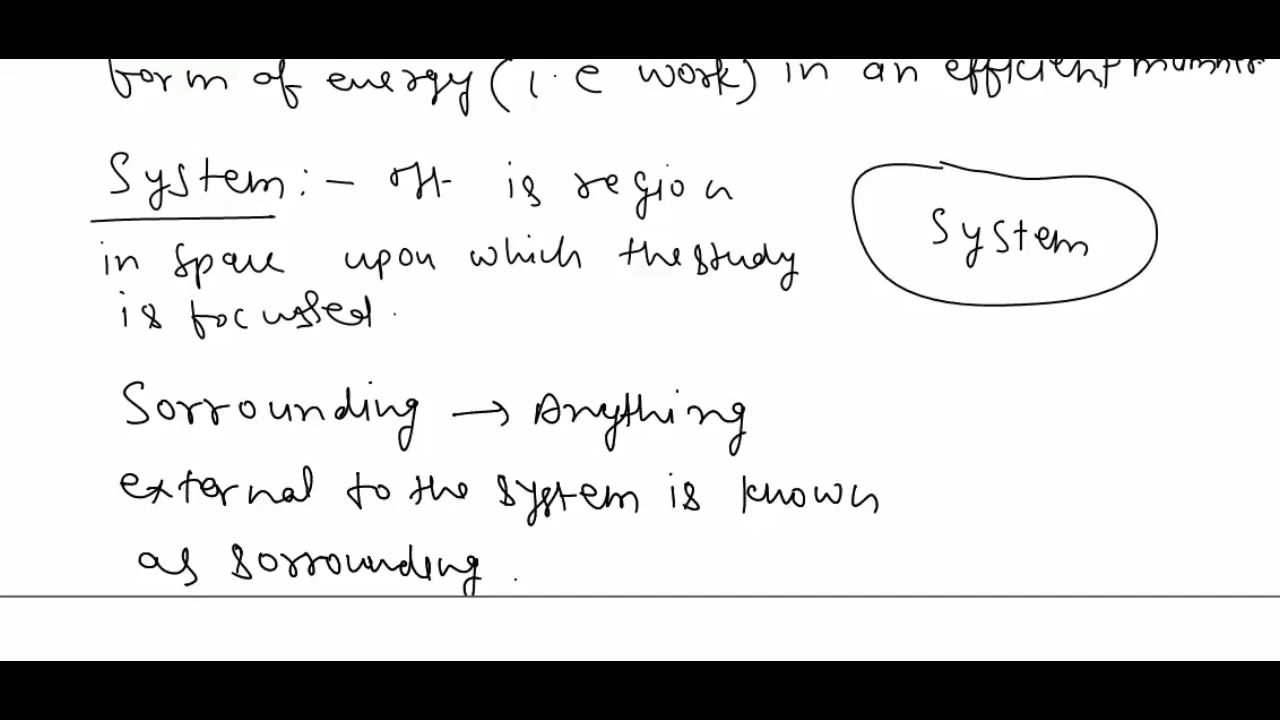 form of energy (i.e work) in an efficient manner
System :- It is region
in space upon which the study
is focussed.
System
Sorrounding → Anything
external to the system is known
as sorrounding.